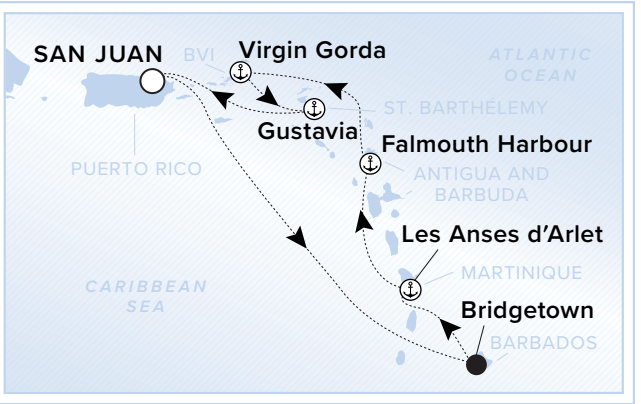 SAN JUAN
BVI
Virgin Gorda
ATLANTIC
OCEAN
ST. BARTHÉLEMY
Gustavia
Falmouth Harbour
PUERTO RICO
ANTIGUA AND
BARBUDA
Les Anses d’Arlet
MARTINIQUE
CARIBBEAN
SEA
Bridgetown
BARBADOS